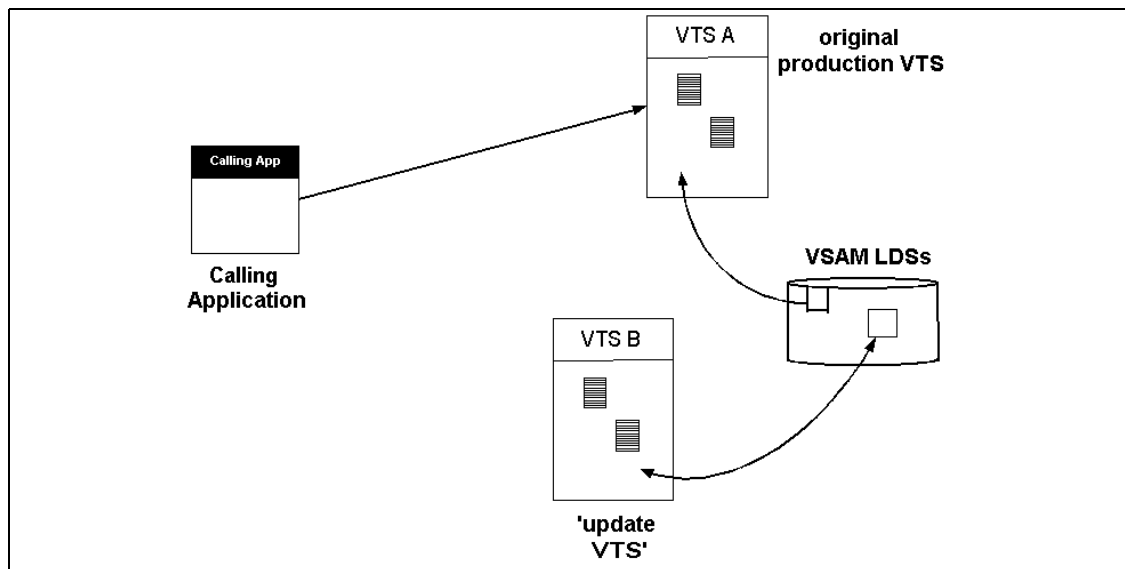 VTS A
original
production VTS
Calling App
Calling
Application
VSAM LDSs
VTS B
'update
VTS'